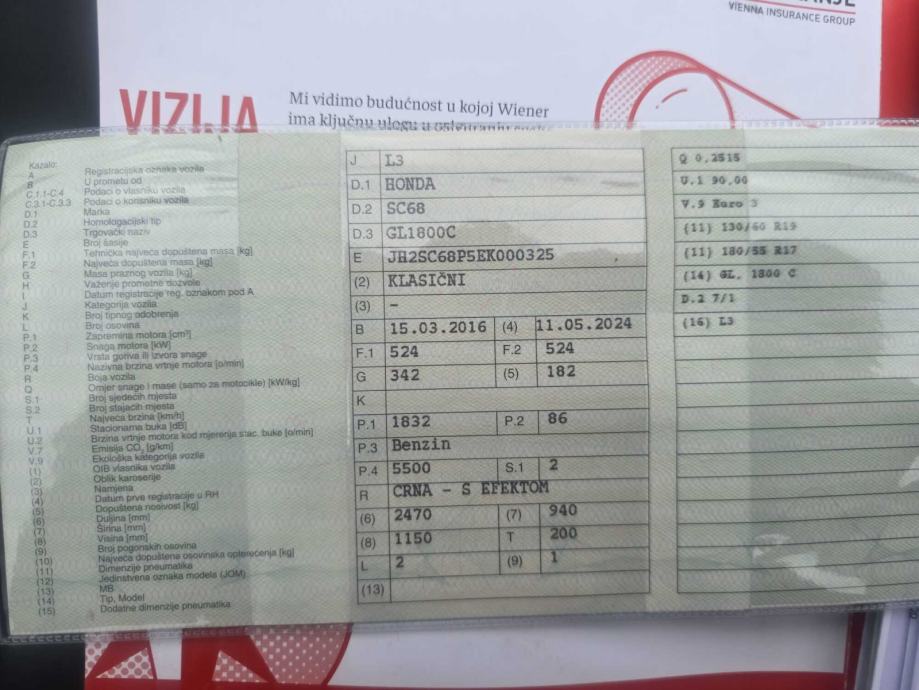 VIENNA INSURANCE GROUP
VIZIJA
Mi vidimo budućnost u kojoj Wiener
ima ključnu ulogu u
Kazalo:
A Registracijska oznaka vozila
B U prometu od
C.1.1-C.4 Podaci o vlasniku vozila
C.3.1-C.3.3 Podaci o korisniku vozila
D.1 Marka
D.2 Homologacijski tip
D.3 Trgovački naziv
E Broj šasije
F.1 Tehnička najveća dopuštena masa [kg]
F.2 Najveća dopuštena masa [kg]
G Masa praznog vozila [kg]
H Važenje prometne dozvole
I Datum registracije reg. oznakom pod A
J Kategorija vozila
K Broj tipnog odobrenja
L Broj osovina
P.1 Zapremina motora [cm³]
P.2 Snaga motora [kW]
P.3 Vrsta goriva ili izvora snage
P.4 Nazivna brzina vrtnje motora [o/min]
R Boja vozila
Q Omjer snage i mase (samo za motocikle) [kW/kg]
S.1 Broj sjedećih mjesta
S.2 Broj stajaćih mjesta
T Najveća brzina [km/h]
U.1 Stacionarna buka [dB]
U.2 Brzina vrtnje motora kod mjerenja stac. buke [o/min]
V.7 Emisija CO₂ [g/km]
V.9 Ekološka kategorija vozila
(1) OIB vlasnika vozila
(2) Oblik karoserije
(3) Namjena
(4) Datum prve registracije u RH
(5) Dopuštena nosivost [kg]
(6) Duljina [mm]
(7) Širina [mm]
(8) Visina [mm]
(9) Broj pogonskih osovina
(10) Najveća dopuštena osovinska opterećenja [kg]
(11) Dimenzije pneumatika
(12) Jedinstvena oznaka modela (JOM)
(13) MB
(14) Tip, Model
(15) Dodatne dimenzije pneumatika
J L3
D.1 HONDA
D.2 SC68
D.3 GL1800C
E JH2SC68P5EK000325
(2) KLASIČNI
(3) –
B 15.03.2016 (4) 11.05.2024
F.1 524 F.2 524
G 342 (5) 182
K
P.1 1832 P.2 86
P.3 Benzin
P.4 5500 S.1 2
R CRNA - S EFEKTOM
(6) 2470 (7) 940
(8) 1150 T 200
L 2 (9) 1
(13)
Q 0,2515
U.1 90,00
V.9 Euro 3
(11) 130/60 R19
(11) 180/55 R17
(14) GL. 1800 C
D.2 7/1
(16) L3